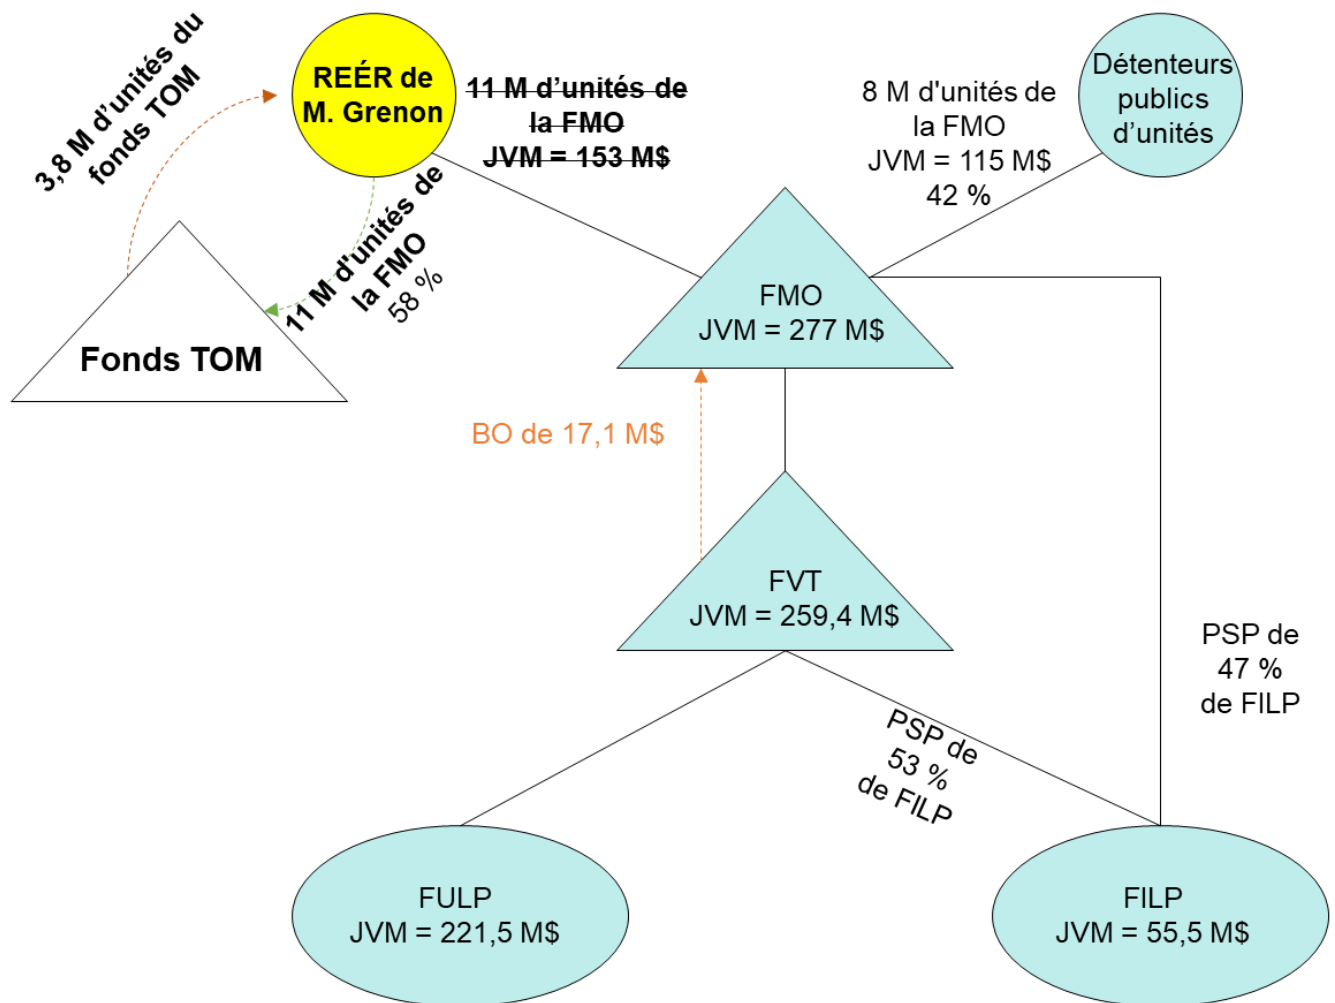 3,8 M d’unités du
fonds TOM
REÉR de
M. Grenon
11 M d’unités de
la FMO
JVM = 153 M$
8 M d'unités de
la FMO
JVM = 115 M$
42 %
Détenteurs
publics
d’unités
11 M d'unités de
la FMO
58 %
Fonds TOM
FMO
JVM = 277 M$
BO de 17,1 M$
FVT
JVM = 259,4 M$
PSP de
53 %
de FILP
PSP de
47 %
de FILP
FULP
JVM = 221,5 M$
FILP
JVM = 55,5 M$